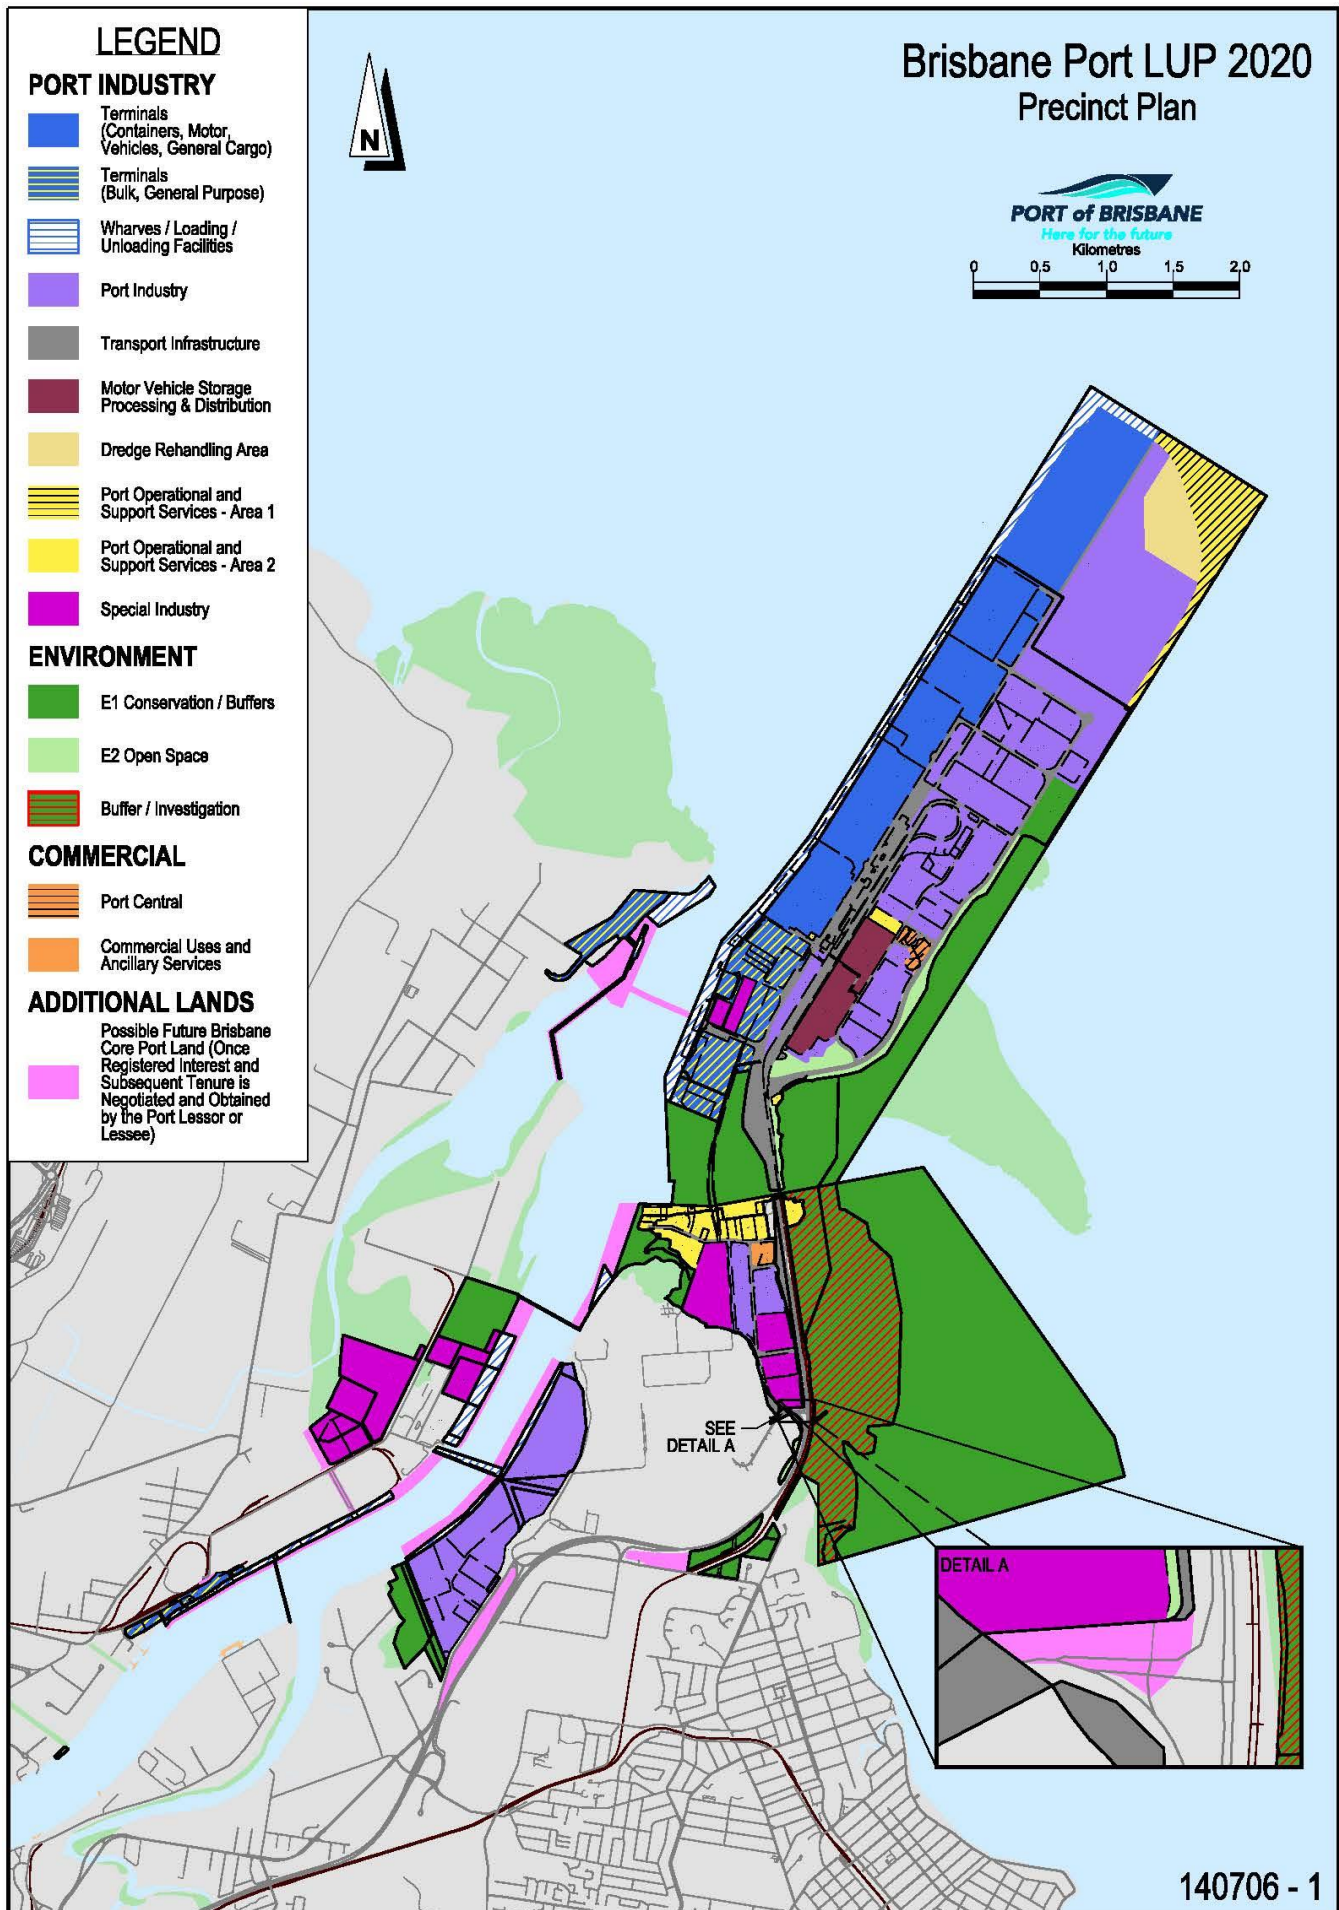 LEGEND
PORT INDUSTRY
Terminals
(Containers, Motor,
Vehicles, General Cargo)
Terminals
(Bulk, General Purpose)
Wharves / Loading /
Unloading Facilities
Port Industry
Transport Infrastructure
Motor Vehicle Storage
Processing & Distribution
Dredge Rehandling Area
Port Operational and
Support Services - Area 1
Port Operational and
Support Services - Area 2
Special Industry
ENVIRONMENT
E1 Conservation / Buffers
E2 Open Space
Buffer / Investigation
COMMERCIAL
Port Central
Commercial Uses and
Ancillary Services
ADDITIONAL LANDS
Possible Future Brisbane
Core Port Land (Once
Registered Interest and
Subsequent Tenure is
Negotiated and Obtained
by the Port Lessor or
Lessee)
N
Brisbane Port LUP 2020
Precinct Plan
PORT of BRISBANE
Here for the future
Kilometres
0 0.5 1.0 1.5 2.0
SEE
DETAIL A
DETAIL A
140706 - 1